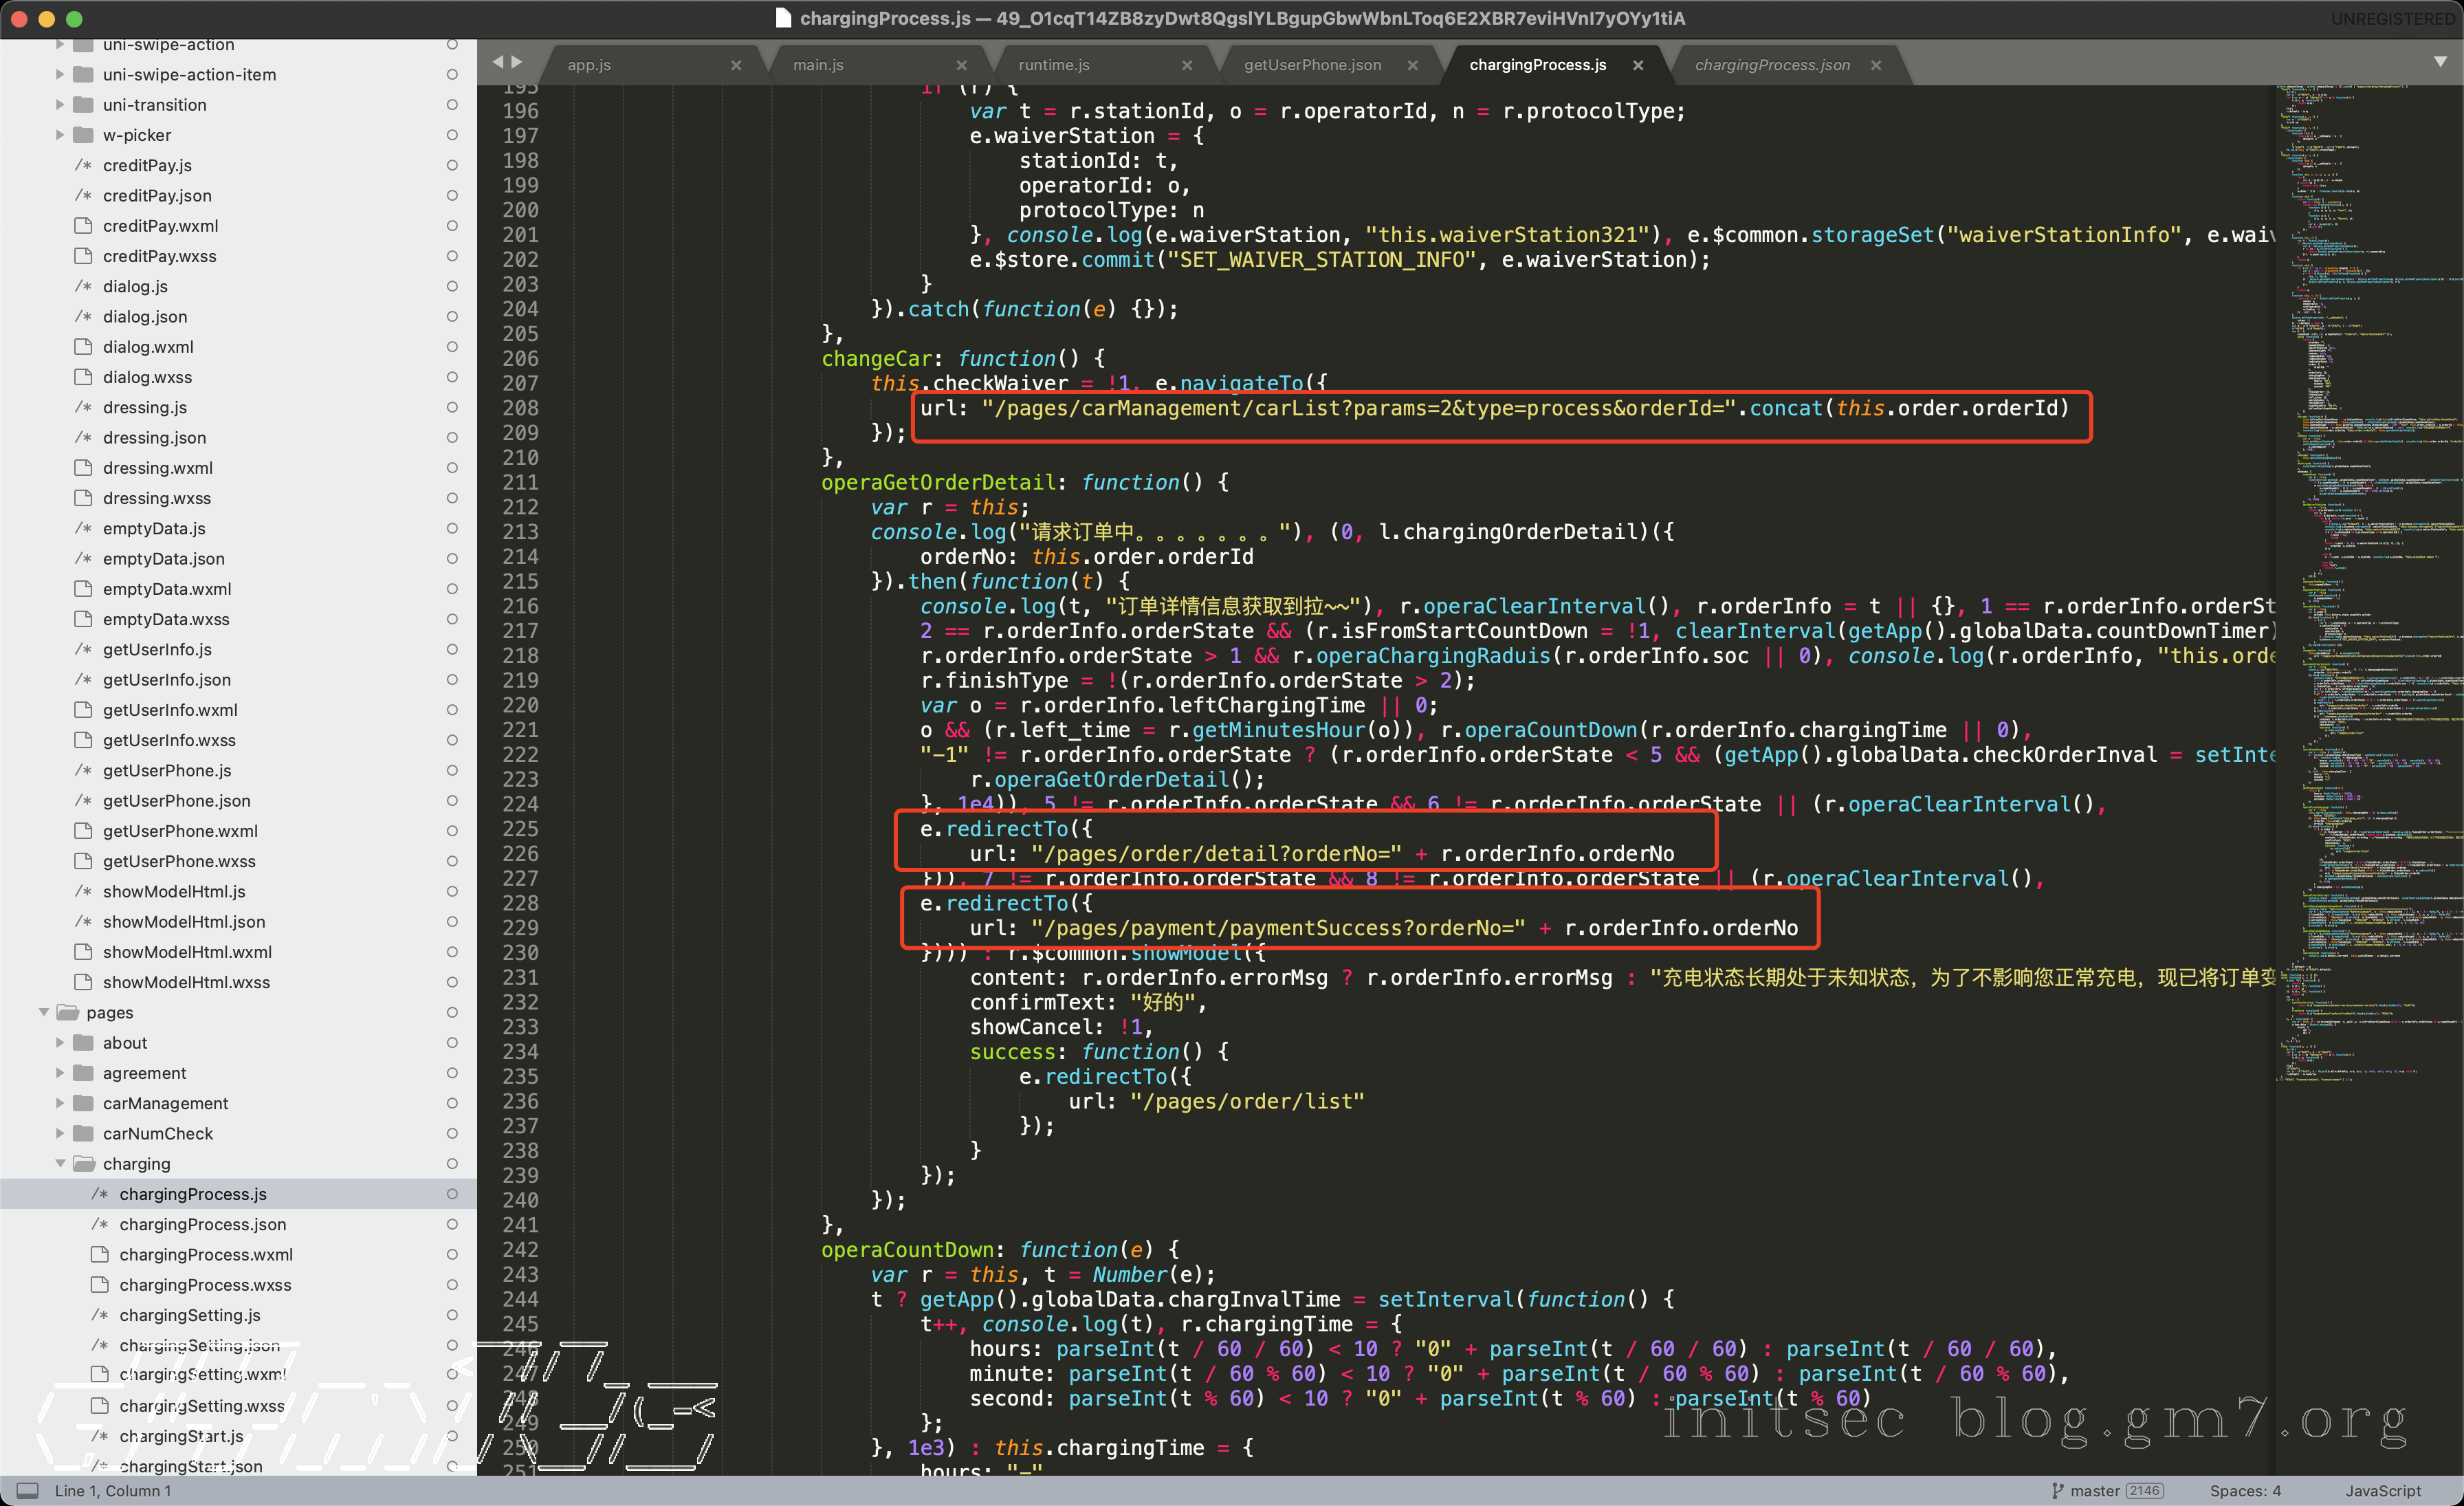 chargingProcess.js — 49_O1cqT14ZB8zyDwt8QgslYLBgupGbwWbnLToq6E2XBR7eviHVnI7yOYy1tiA
UNREGISTERED
app.js
main.js
runtime.js
getUserPhone.json
chargingProcess.js
chargingProcess.json
uni-swipe-action
uni-swipe-action-item
uni-transition
w-picker
creditPay.js
creditPay.json
creditPay.wxml
creditPay.wxss
dialog.js
dialog.json
dialog.wxml
dialog.wxss
dressing.js
dressing.json
dressing.wxml
dressing.wxss
emptyData.js
emptyData.json
emptyData.wxml
emptyData.wxss
getUserInfo.js
getUserInfo.json
getUserInfo.wxml
getUserInfo.wxss
getUserPhone.js
getUserPhone.json
getUserPhone.wxml
getUserPhone.wxss
showModelHtml.js
showModelHtml.json
showModelHtml.wxml
showModelHtml.wxss
pages
about
agreement
carManagement
carNumCheck
charging
chargingProcess.js
chargingProcess.json
chargingProcess.wxml
chargingProcess.wxss
chargingSetting.js
chargingSetting.json
chargingSetting.wxml
chargingSetting.wxss
chargingStart.js
chargingStart.json
195 if (r) {
196 var t = r.stationId, o = r.operatorId, n = r.protocolType;
197 e.waiverStation = {
198 stationId: t,
199 operatorId: o,
200 protocolType: n
201 }, console.log(e.waiverStation, "this.waiverStation321"), e.$common.storageSet("waiverStationInfo", e.waiv
202 e.$store.commit("SET_WAIVER_STATION_INFO", e.waiverStation);
203 }
204 }).catch(function(e) {});
205 },
206 changeCar: function() {
207 this.checkWaiver = !1, e.navigateTo({
208 url: "/pages/carManagement/carList?params=2&type=process&orderId=".concat(this.order.orderId)
209 });
210 },
211 operaGetOrderDetail: function() {
212 var r = this;
213 console.log("请求订单中。。。。。。。"), (0, l.chargingOrderDetail)({
214 orderNo: this.order.orderId
215 }).then(function(t) {
216 console.log(t, "订单详情信息获取到拉~~"), r.operaClearInterval(), r.orderInfo = t || {}, 1 == r.orderInfo.orderSt
217 2 == r.orderInfo.orderState && (r.isFromStartCountDown = !1, clearInterval(getApp().globalData.countDownTimer)
218 r.orderInfo.orderState > 1 && r.operaChargingRaduis(r.orderInfo.soc || 0), console.log(r.orderInfo, "this.orde
219 r.finishType = !(r.orderInfo.orderState > 2);
220 var o = r.orderInfo.leftChargingTime || 0;
221 o && (r.left_time = r.getMinutesHour(o)), r.operaCountDown(r.orderInfo.chargingTime || 0),
222 "-1" != r.orderInfo.orderState ? (r.orderInfo.orderState < 5 && (getApp().globalData.checkOrderInval = setInte
223 r.operaGetOrderDetail();
224 }, 1e4)), 5 != r.orderInfo.orderState && 6 != r.orderInfo.orderState || (r.operaClearInterval(),
225 e.redirectTo({
226 url: "/pages/order/detail?orderNo=" + r.orderInfo.orderNo
227 })), 7 != r.orderInfo.orderState && 8 != r.orderInfo.orderState || (r.operaClearInterval(),
228 e.redirectTo({
229 url: "/pages/payment/paymentSuccess?orderNo=" + r.orderInfo.orderNo
230 }))) : r.$common.showModel({
231 content: r.orderInfo.errorMsg ? r.orderInfo.errorMsg : "充电状态长期处于未知状态，为了不影响您正常充电，现已将订单变
232 confirmText: "好的",
233 showCancel: !1,
234 success: function() {
235 e.redirectTo({
236 url: "/pages/order/list"
237 });
238 }
239 });
240 });
241 },
242 operaCountDown: function(e) {
243 var r = this, t = Number(e);
244 t ? getApp().globalData.chargInvalTime = setInterval(function() {
245 t++, console.log(t), r.chargingTime = {
246 hours: parseInt(t / 60 / 60) < 10 ? "0" + parseInt(t / 60 / 60) : parseInt(t / 60 / 60),
247 minute: parseInt(t / 60 % 60) < 10 ? "0" + parseInt(t / 60 % 60) : parseInt(t / 60 % 60),
248 second: parseInt(t % 60) < 10 ? "0" + parseInt(t % 60) : parseInt(t % 60)
249 };
250 }, 1e3) : this.chargingTime = {
251 hours: "-"
initsec blog.gm7.org
Line 1, Column 1
master 2146
Spaces: 4
JavaScript